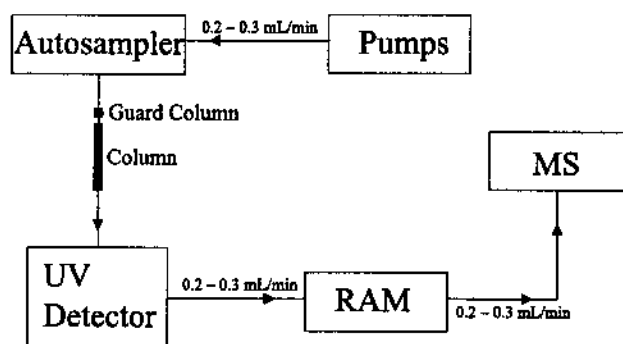 Autosampler
0.2 – 0.3 mL/min
Pumps
Guard Column
Column
MS
UV
Detector
0.2 – 0.3 mL/min
RAM
0.2 – 0.3 mL/min